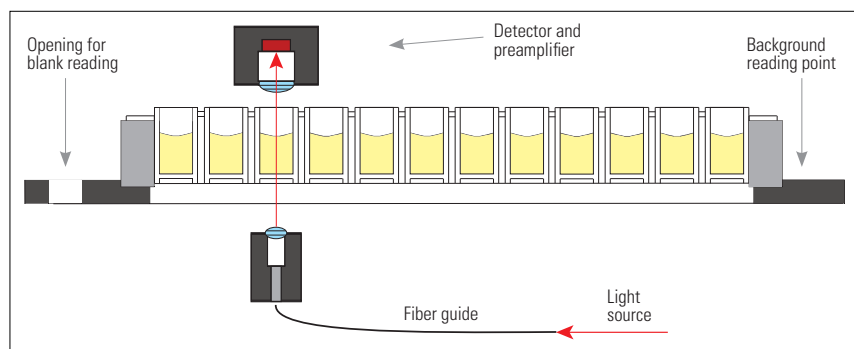 Opening for
blank reading
Detector and
preamplifier
Background
reading point
Fiber guide
Light
source